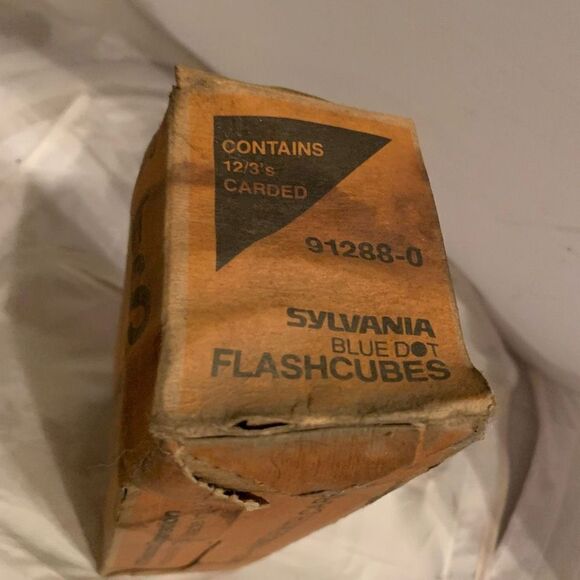 CONTAINS
12/3's
CARDED
91288-0
SYLVANIA
BLUE DOT
FLASHCUBES